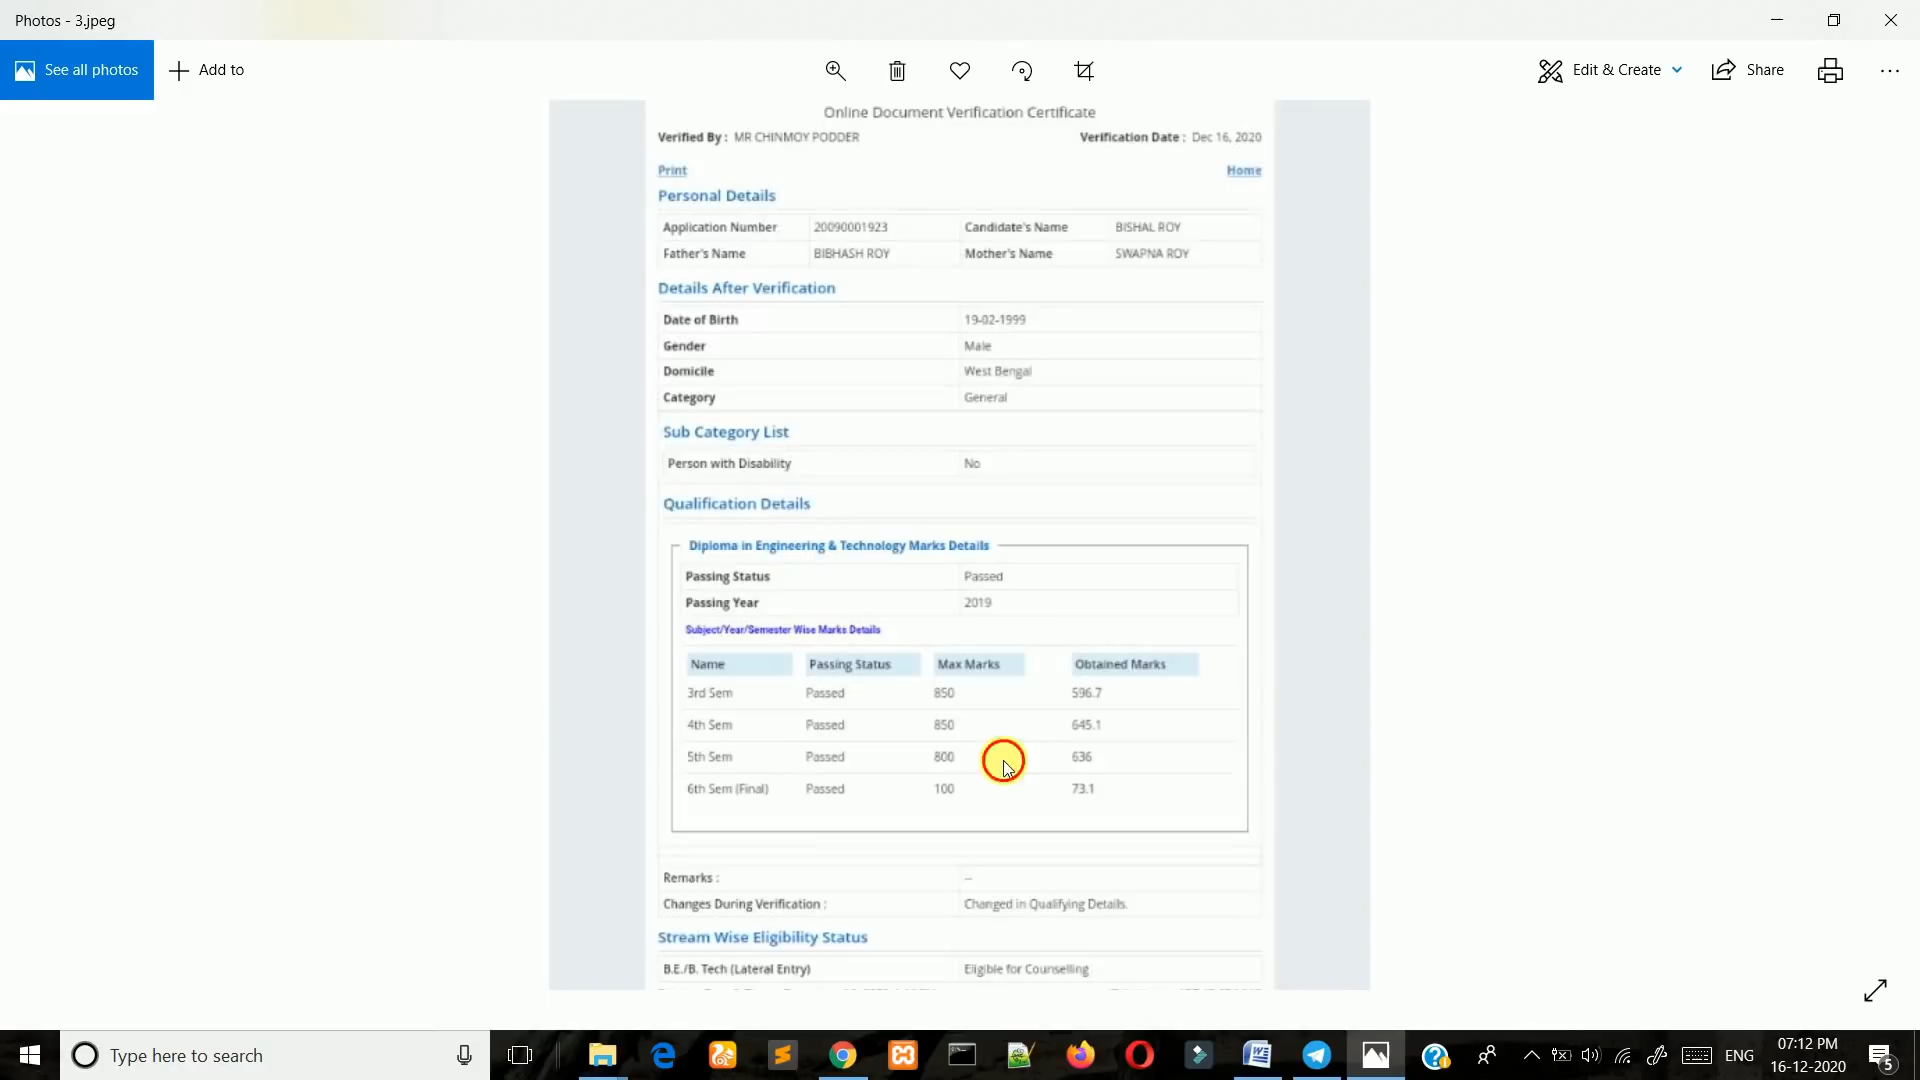 Photos - 3.jpeg
See all photos
Add to
Edit & Create
Share
Online Document Verification Certificate
Verified By : MR CHINMOY PODDER
Verification Date : Dec 16, 2020
Print
Home
Personal Details
Application Number 20090001923 Candidate's Name BISHAL ROY
Father's Name BIBHASH ROY Mother's Name SWAPNA ROY
Details After Verification
Date of Birth 19-02-1999
Gender Male
Domicile West Bengal
Category General
Sub Category List
Person with Disability No
Qualification Details
Diploma in Engineering & Technology Marks Details
Passing Status Passed
Passing Year 2019
Subject/Year/Semester Wise Marks Details
Name Passing Status Max Marks Obtained Marks
3rd Sem Passed 850 596.7
4th Sem Passed 850 645.1
5th Sem Passed 800 636
6th Sem (Final) Passed 100 73.1
Remarks : --
Changes During Verification : Changed in Qualifying Details.
Stream Wise Eligibility Status
B.E./B. Tech (Lateral Entry) Eligible for Counselling
Type here to search
ENG
07:12 PM
16-12-2020
5